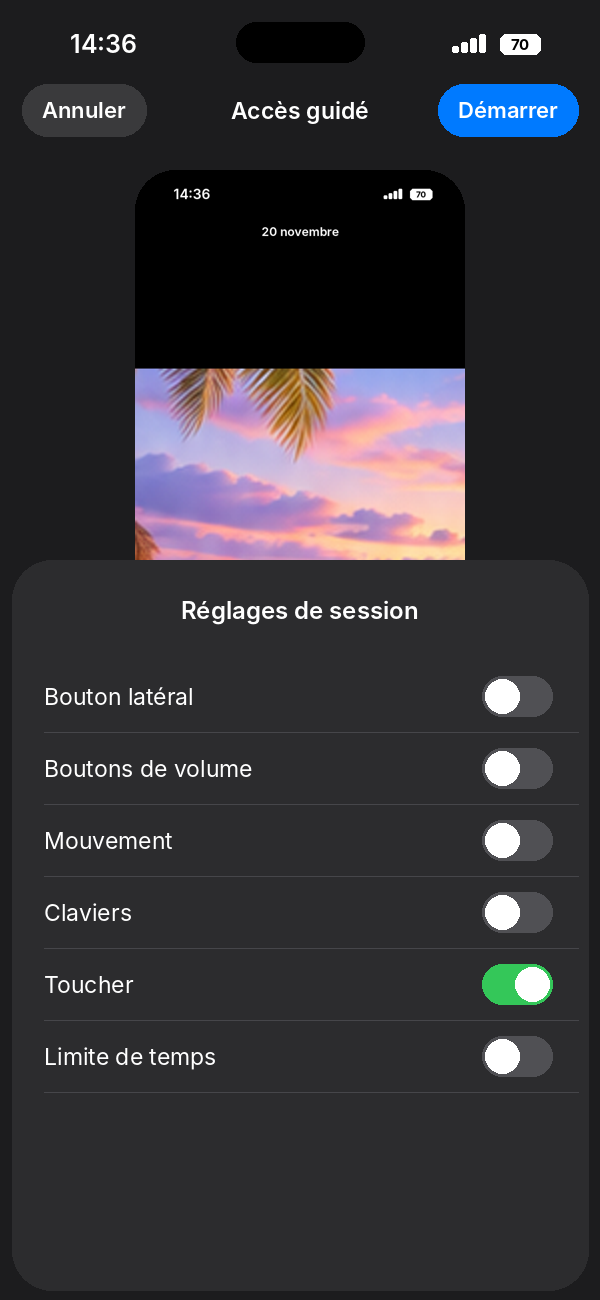 14:36
70
Annuler
Accès guidé
Démarrer
14:36
70
20 novembre
Réglages de session
Bouton latéral
Boutons de volume
Mouvement
Claviers
Toucher
Limite de temps